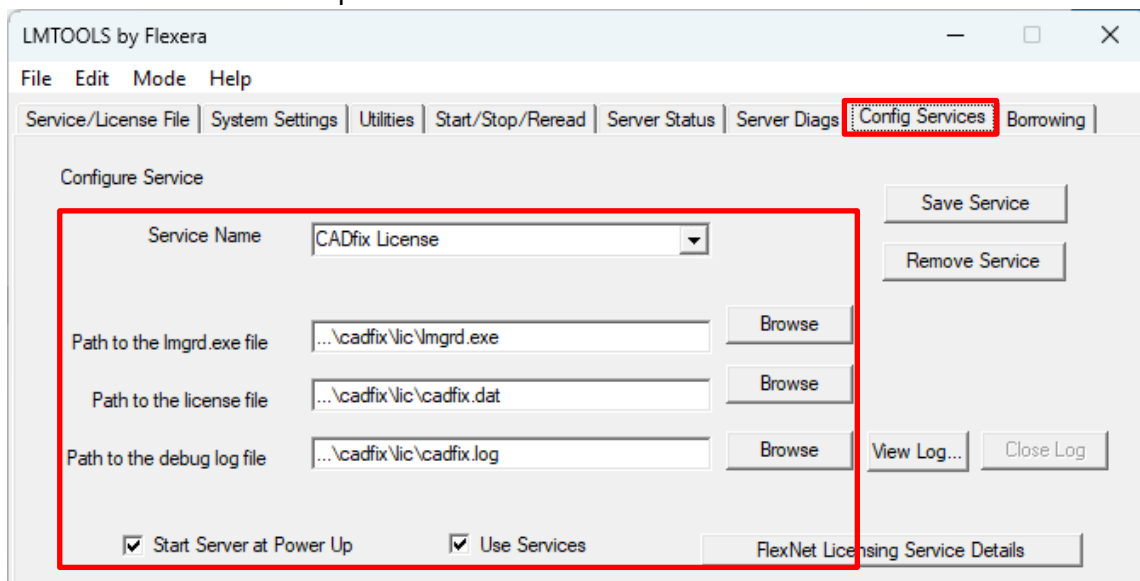 LMTOOLS by Flexera
File Edit Mode Help
Service/License File System Settings Utilities Start/Stop/Reread Server Status Server Diags Config Services Borrowing
Configure Service
Save Service
Service Name CADfix License
Remove Service
Path to the lmgrd.exe file ...\cadfix\lic\lmgrd.exe Browse
Path to the license file ...\cadfix\lic\cadfix.dat Browse
Path to the debug log file ...\cadfix\lic\cadfix.log Browse View Log... Close Log
Start Server at Power Up Use Services FlexNet Licensing Service Details